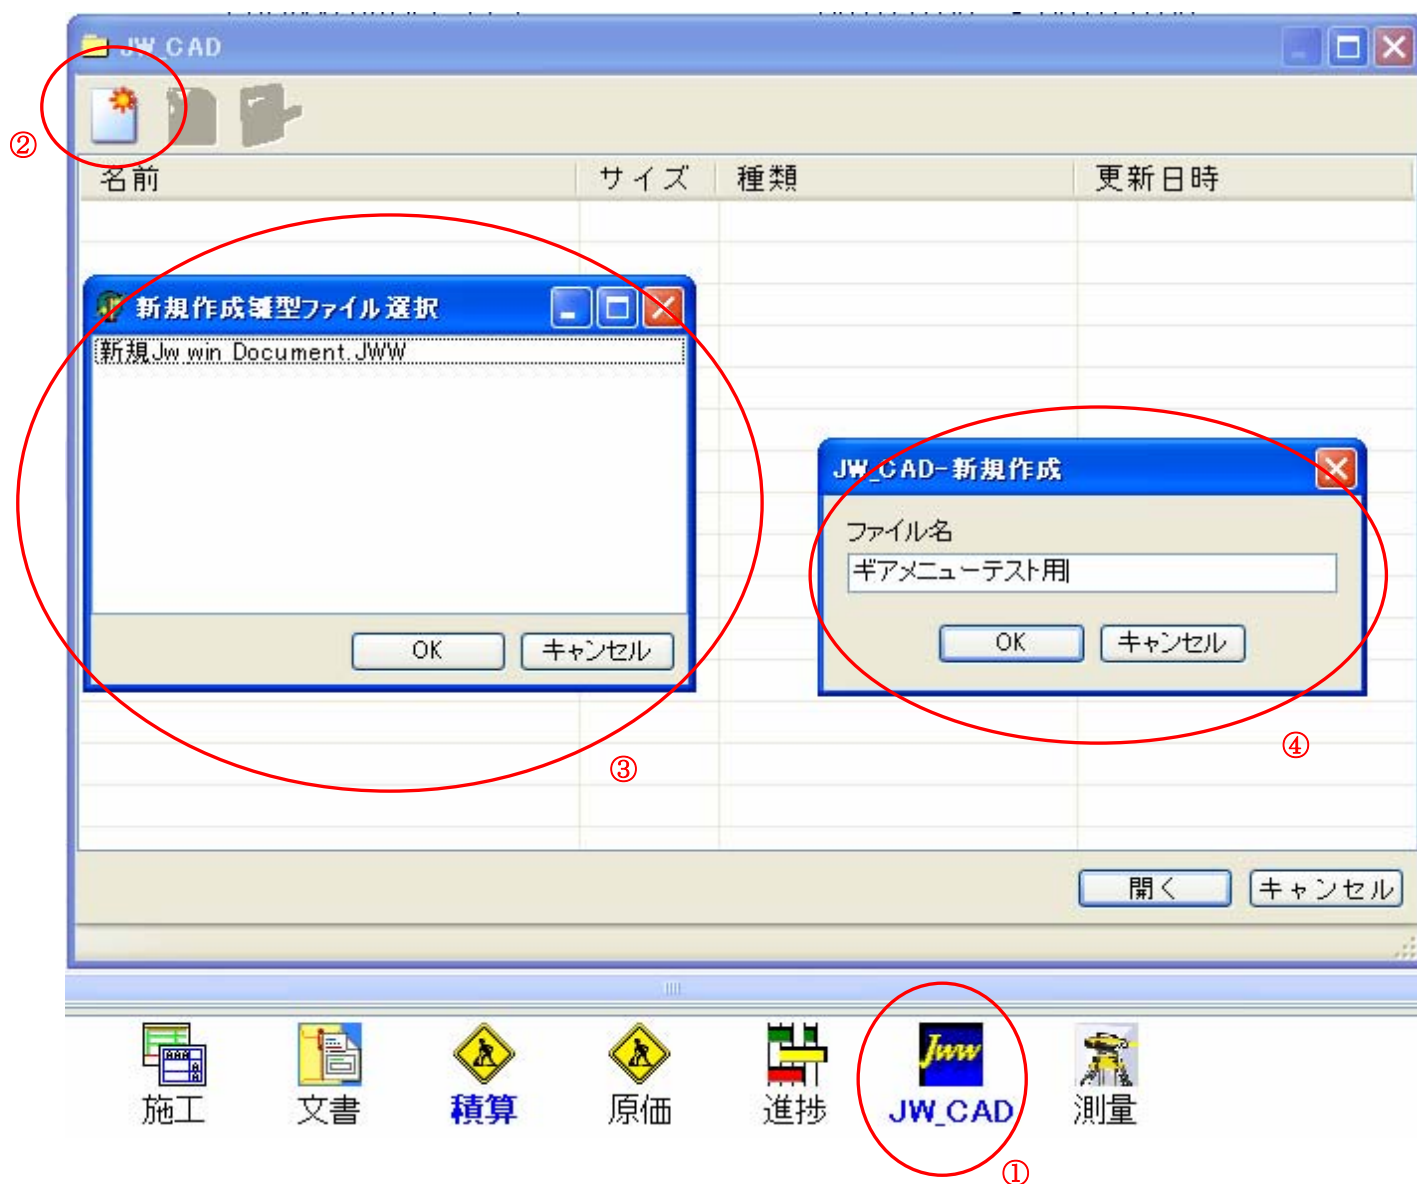 JW_CAD
②
名前 サイズ 種類 更新日時
新規作成雛型ファイル選択
新規Jw win Document.JWW
OK キャンセル
③
JW_CAD-新規作成
ファイル名
ギアメニューテスト用
OK キャンセル
④
開く キャンセル
Jww
施工 文書 積算 原価 進捗 JW_CAD 測量
①